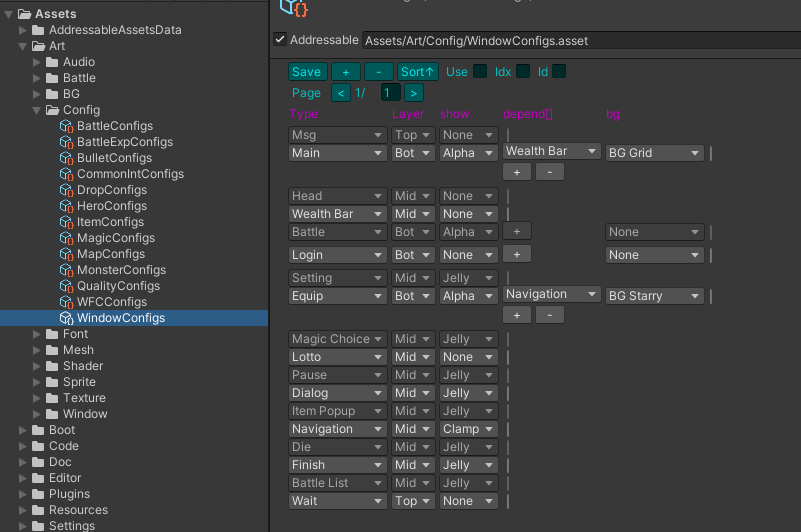 Assets
AddressableAssetsData
Art
Audio
Battle
BG
Config
BattleConfigs
BattleExpConfigs
BulletConfigs
CommonIntConfigs
DropConfigs
HeroConfigs
ItemConfigs
MagicConfigs
MapConfigs
MonsterConfigs
QualityConfigs
WFCConfigs
WindowConfigs
Font
Mesh
Shader
Sprite
Texture
Window
Boot
Code
Doc
Editor
Plugins
Resources
Settings
Addressable Assets/Art/Config/WindowConfigs.asset
Save + - Sort↑ Use Idx Id
Page < 1/ 1 >
Type Layer show depend[] bg
Msg Top None
Main Bot Alpha Wealth Bar BG Grid
+ -
Head Mid None
Wealth Bar Mid None
Battle Bot Alpha + None
Login Bot None + None
Setting Mid Jelly
Equip Bot Alpha Navigation BG Starry
+ -
Magic Choice Mid Jelly
Lotto Mid None
Pause Mid Jelly
Dialog Mid Jelly
Item Popup Mid Jelly
Navigation Mid Clamp
Die Mid Jelly
Finish Mid Jelly
Battle List Mid Jelly
Wait Top None